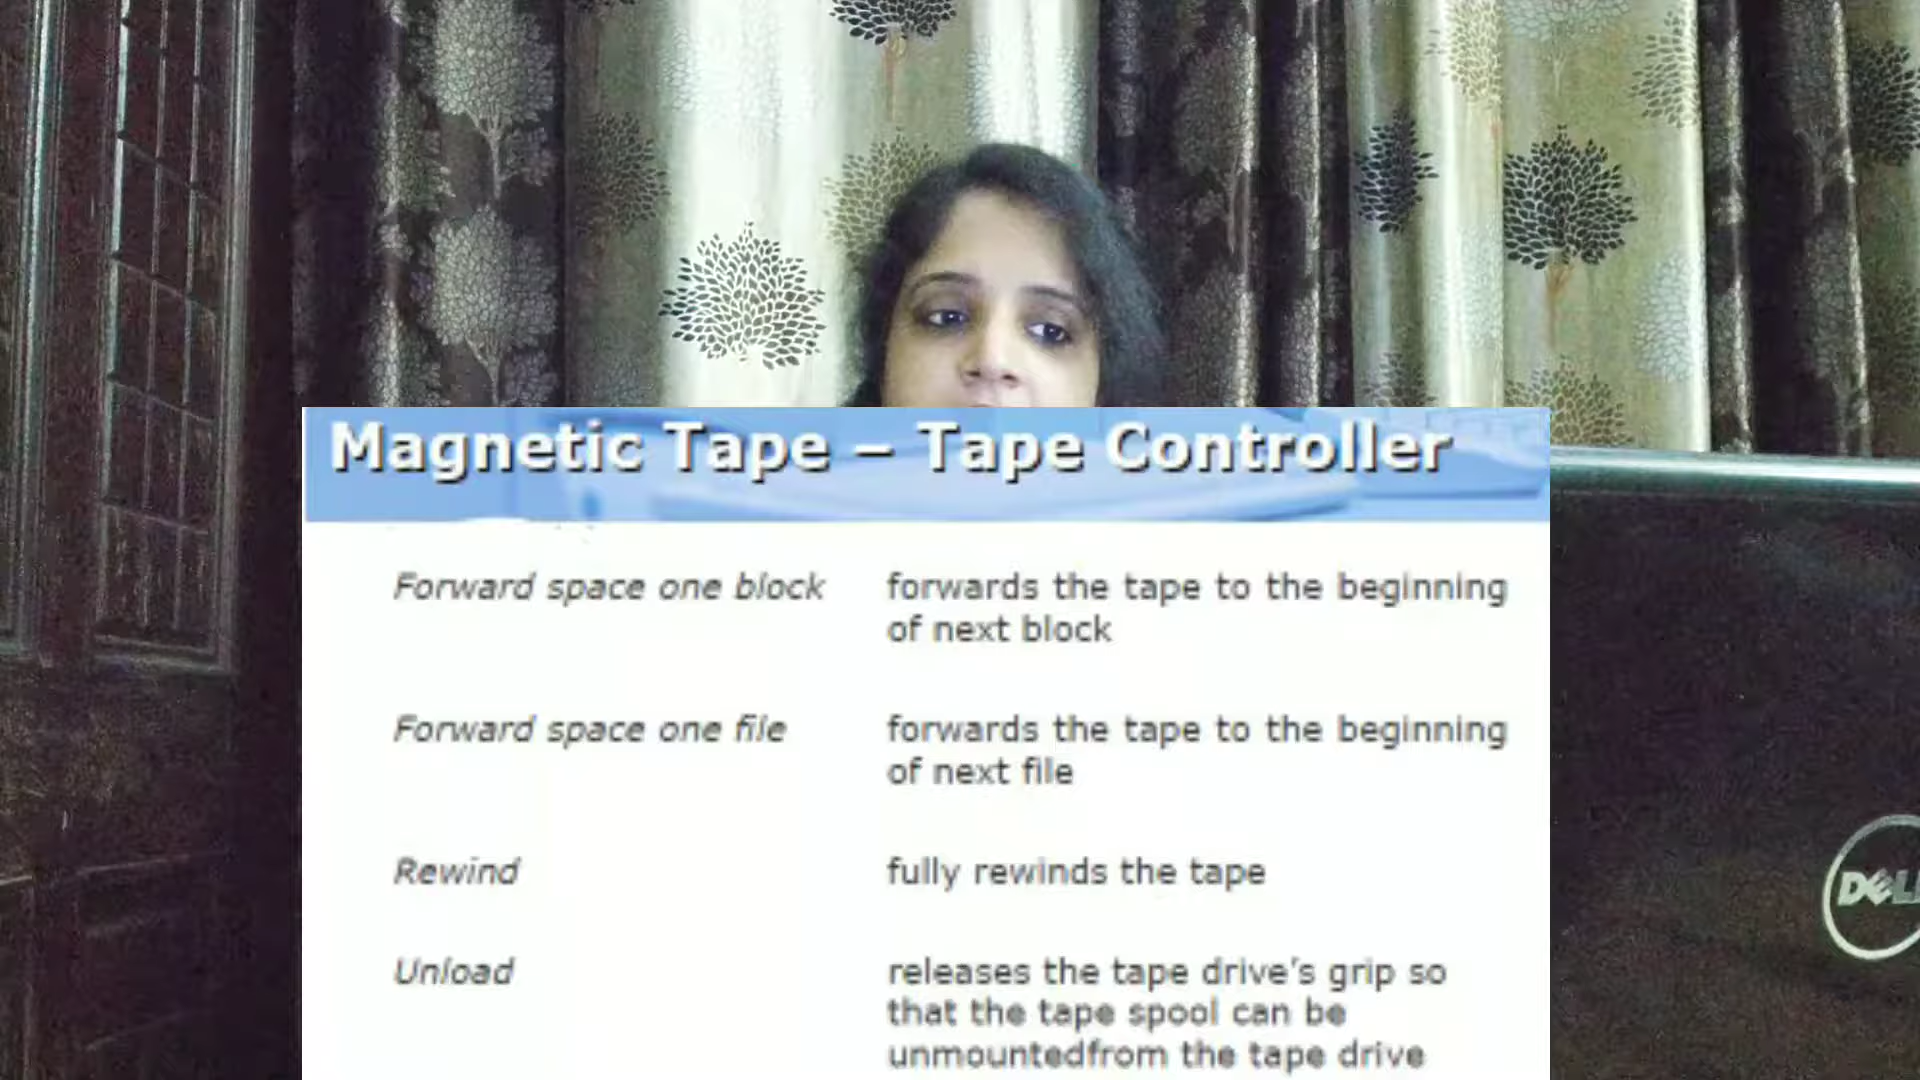 Magnetic Tape – Tape Controller
Forward space one block
forwards the tape to the beginning
of next block
Forward space one file
forwards the tape to the beginning
of next file
Rewind
fully rewinds the tape
Unload
releases the tape drive's grip so
that the tape spool can be
unmountedfrom the tape drive
DELL